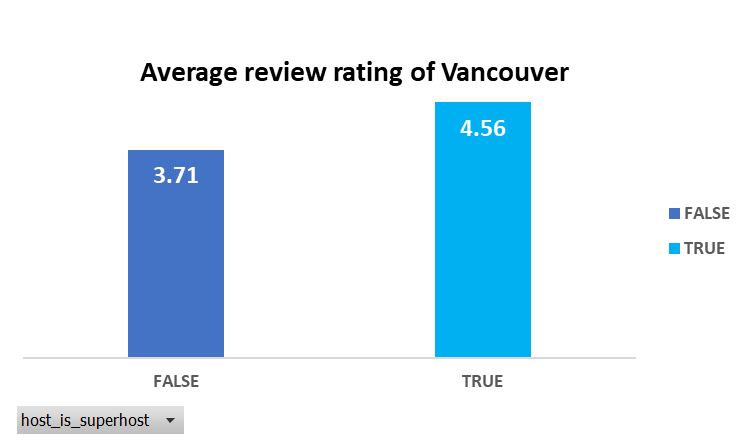 Average review rating of Vancouver
3.71
4.56
FALSE
TRUE
FALSE
TRUE
host_is_superhost